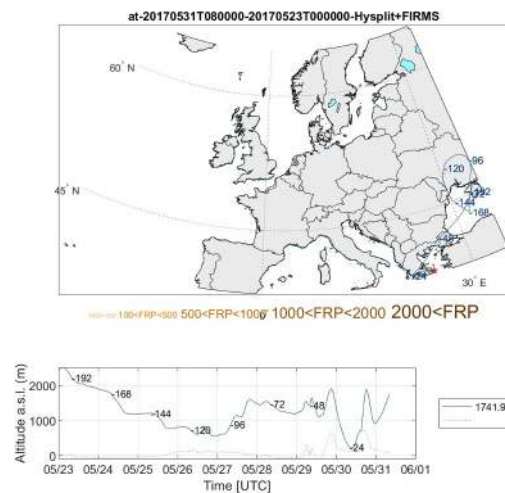 at-20170531T080000-20170523T000000-Hysplit+FIRMS
60° N
45° N
30° E
-120
-96
-192
-144
-168
-48
-24
0
100<FRP<500 500<FRP<1000 1000<FRP<2000 2000<FRP
Altitude a.s.l. (m)
2000
1000
0
-192
-168
-144
-120
-96
-72
-48
-24
1741.9
05/23 05/24 05/25 05/26 05/27 05/28 05/29 05/30 05/31 06/01
Time [UTC]